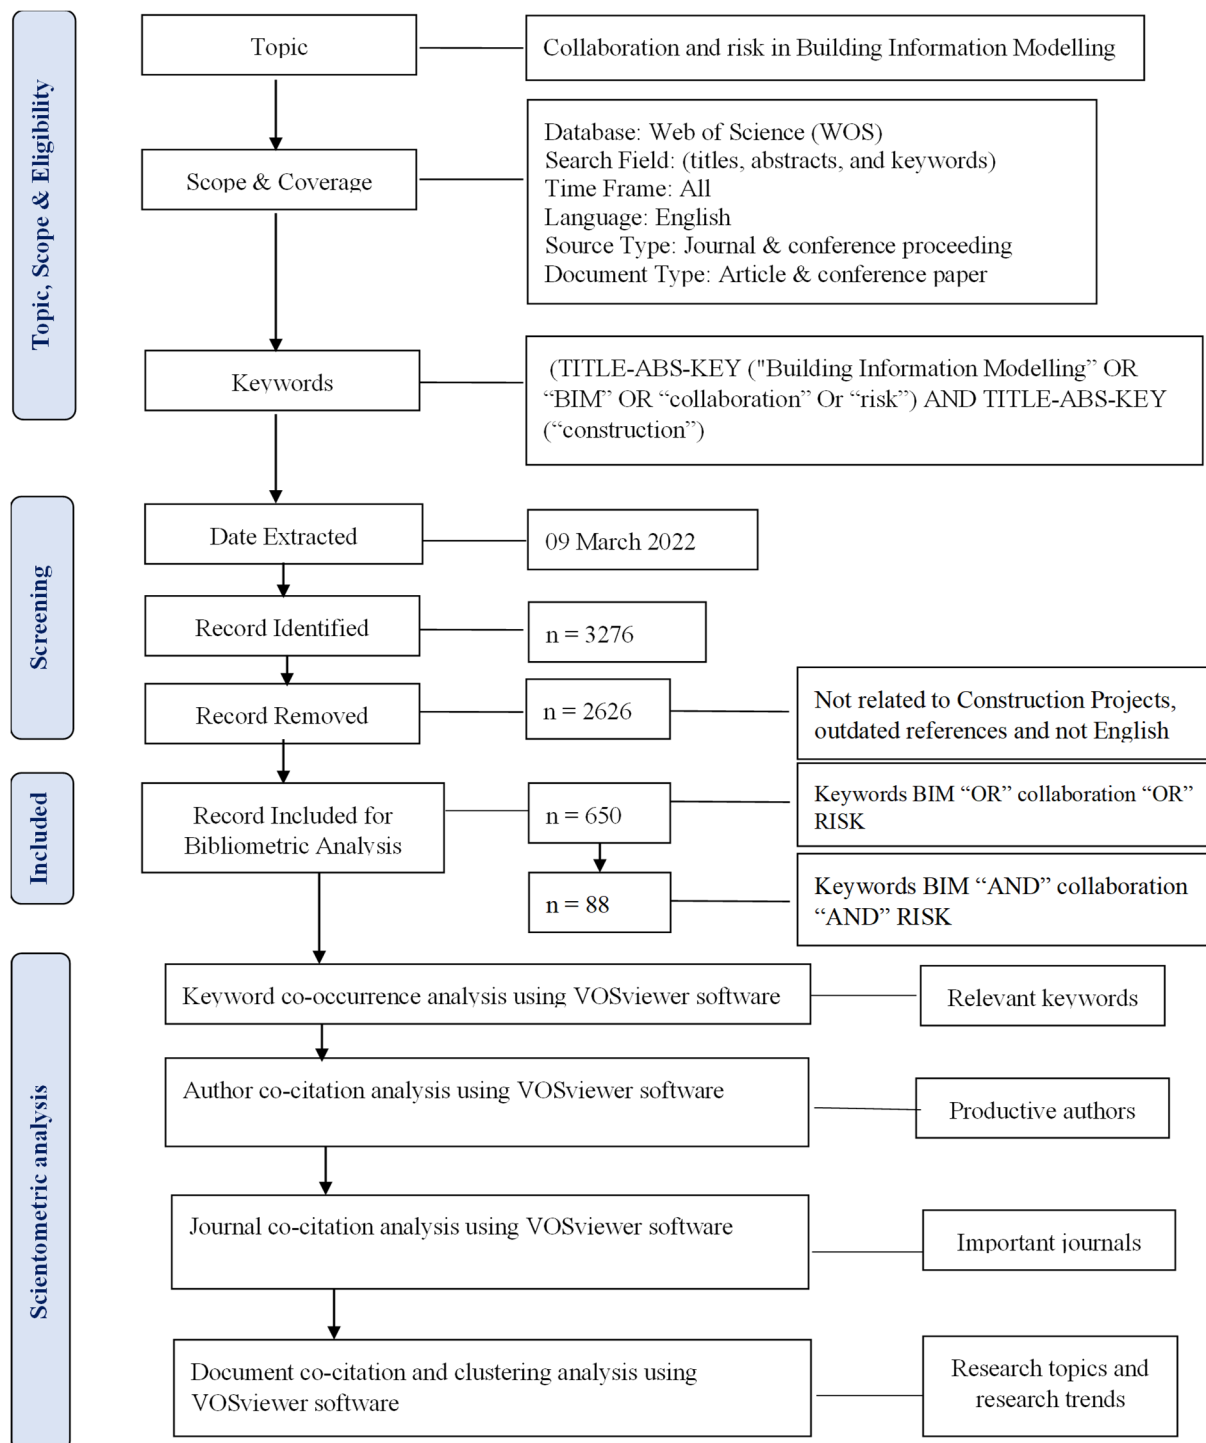 Topic, Scope & Eligibility
Topic
Collaboration and risk in Building Information Modelling
Scope & Coverage
Database: Web of Science (WOS)
Search Field: (titles, abstracts, and keywords)
Time Frame: All
Language: English
Source Type: Journal & conference proceeding
Document Type: Article & conference paper
Keywords
(TITLE-ABS-KEY ("Building Information Modelling” OR
“BIM” OR “collaboration” Or “risk”) AND TITLE-ABS-KEY
(“construction”)
Screening
Date Extracted
09 March 2022
Record Identified
n = 3276
Record Removed
n = 2626
Not related to Construction Projects,
outdated references and not English
Included
Record Included for
Bibliometric Analysis
n = 650
Keywords BIM “OR” collaboration “OR”
RISK
n = 88
Keywords BIM “AND” collaboration
“AND” RISK
Scientometric analysis
Keyword co-occurrence analysis using VOSviewer software
Relevant keywords
Author co-citation analysis using VOSviewer software
Productive authors
Journal co-citation analysis using VOSviewer software
Important journals
Document co-citation and clustering analysis using
VOSviewer software
Research topics and
research trends